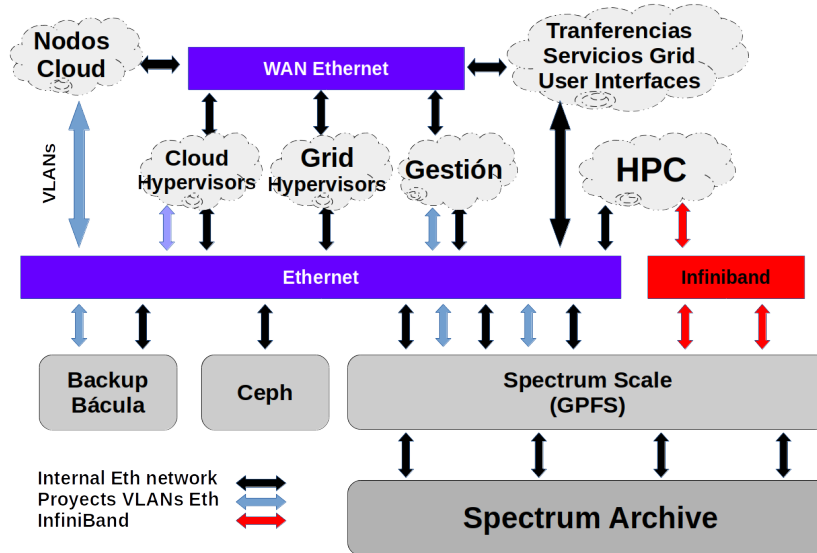 Nodos
Cloud
WAN Ethernet
Tranferencias
Servicios Grid
User Interfaces
VLANs
Cloud
Hypervisors
Grid
Hypervisors
Gestión
HPC
Ethernet
Infiniband
Backup
Bácula
Ceph
Spectrum Scale
(GPFS)
Internal Eth network
Proyects VLANs Eth
InfiniBand
Spectrum Archive